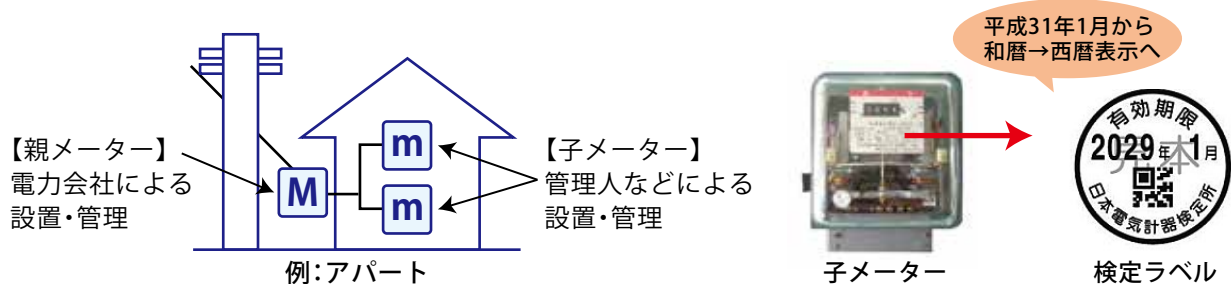 平成31年1月から
和暦→西暦表示へ
【親メーター】
電力会社による
設置・管理
M
m
m
【子メーター】
管理人などによる
設置・管理
例：アパート
子メーター
有効期限
2029年1月
見本
日本電気計器検定所
検定ラベル